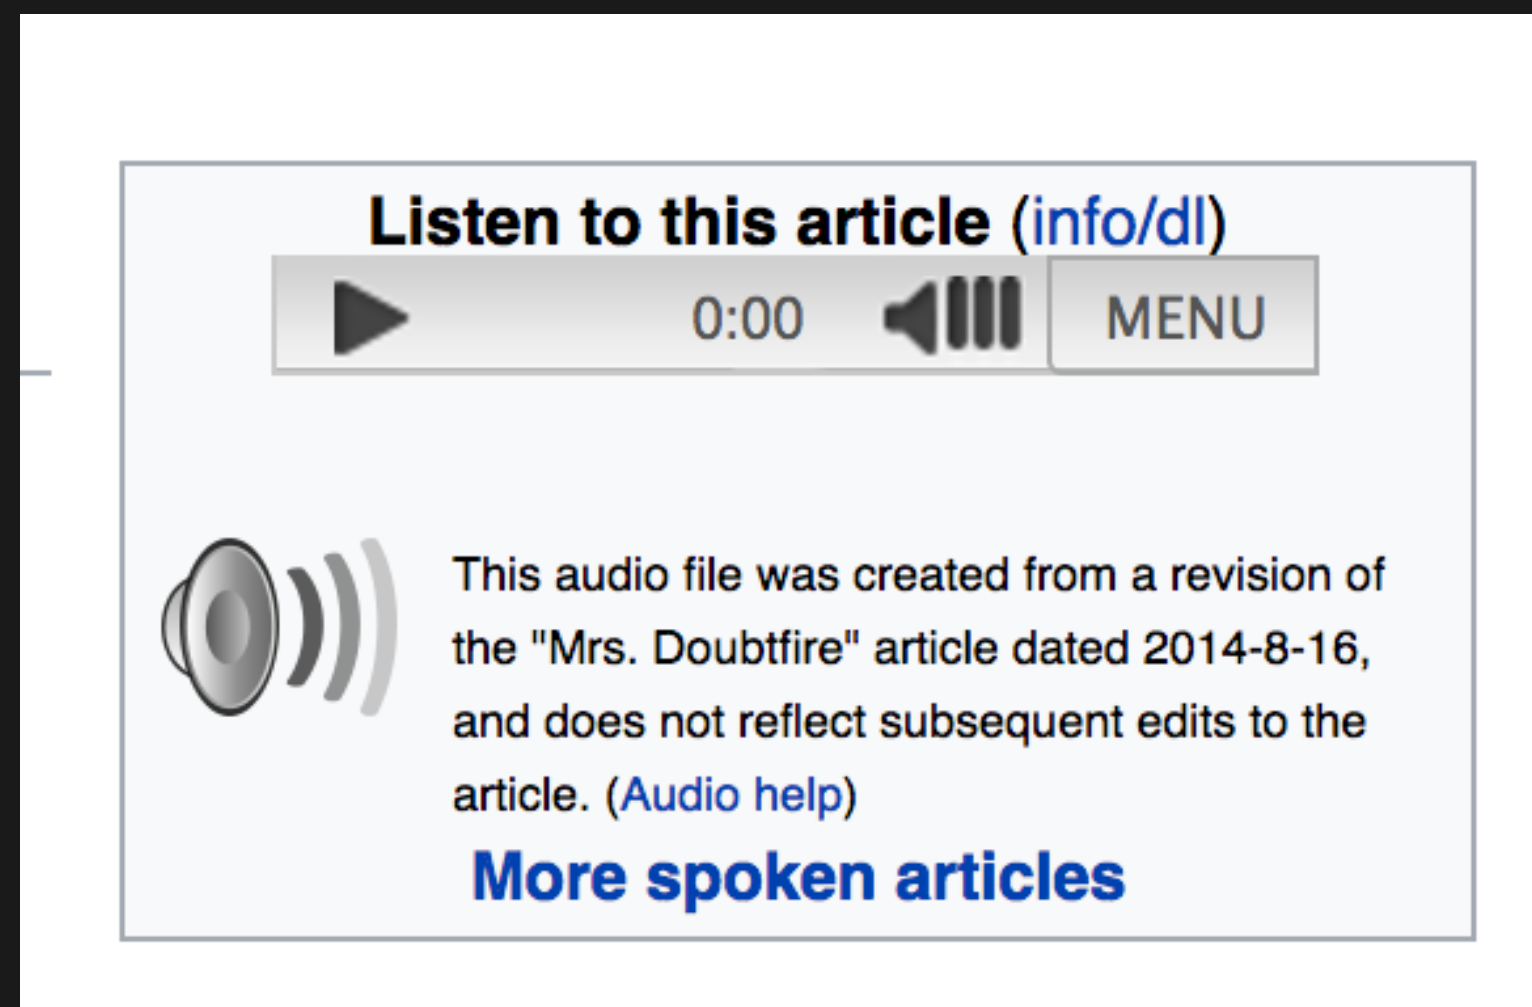 Listen to this article (info/dl)
0:00 MENU
This audio file was created from a revision of
the "Mrs. Doubtfire" article dated 2014-8-16,
and does not reflect subsequent edits to the
article. (Audio help)
More spoken articles